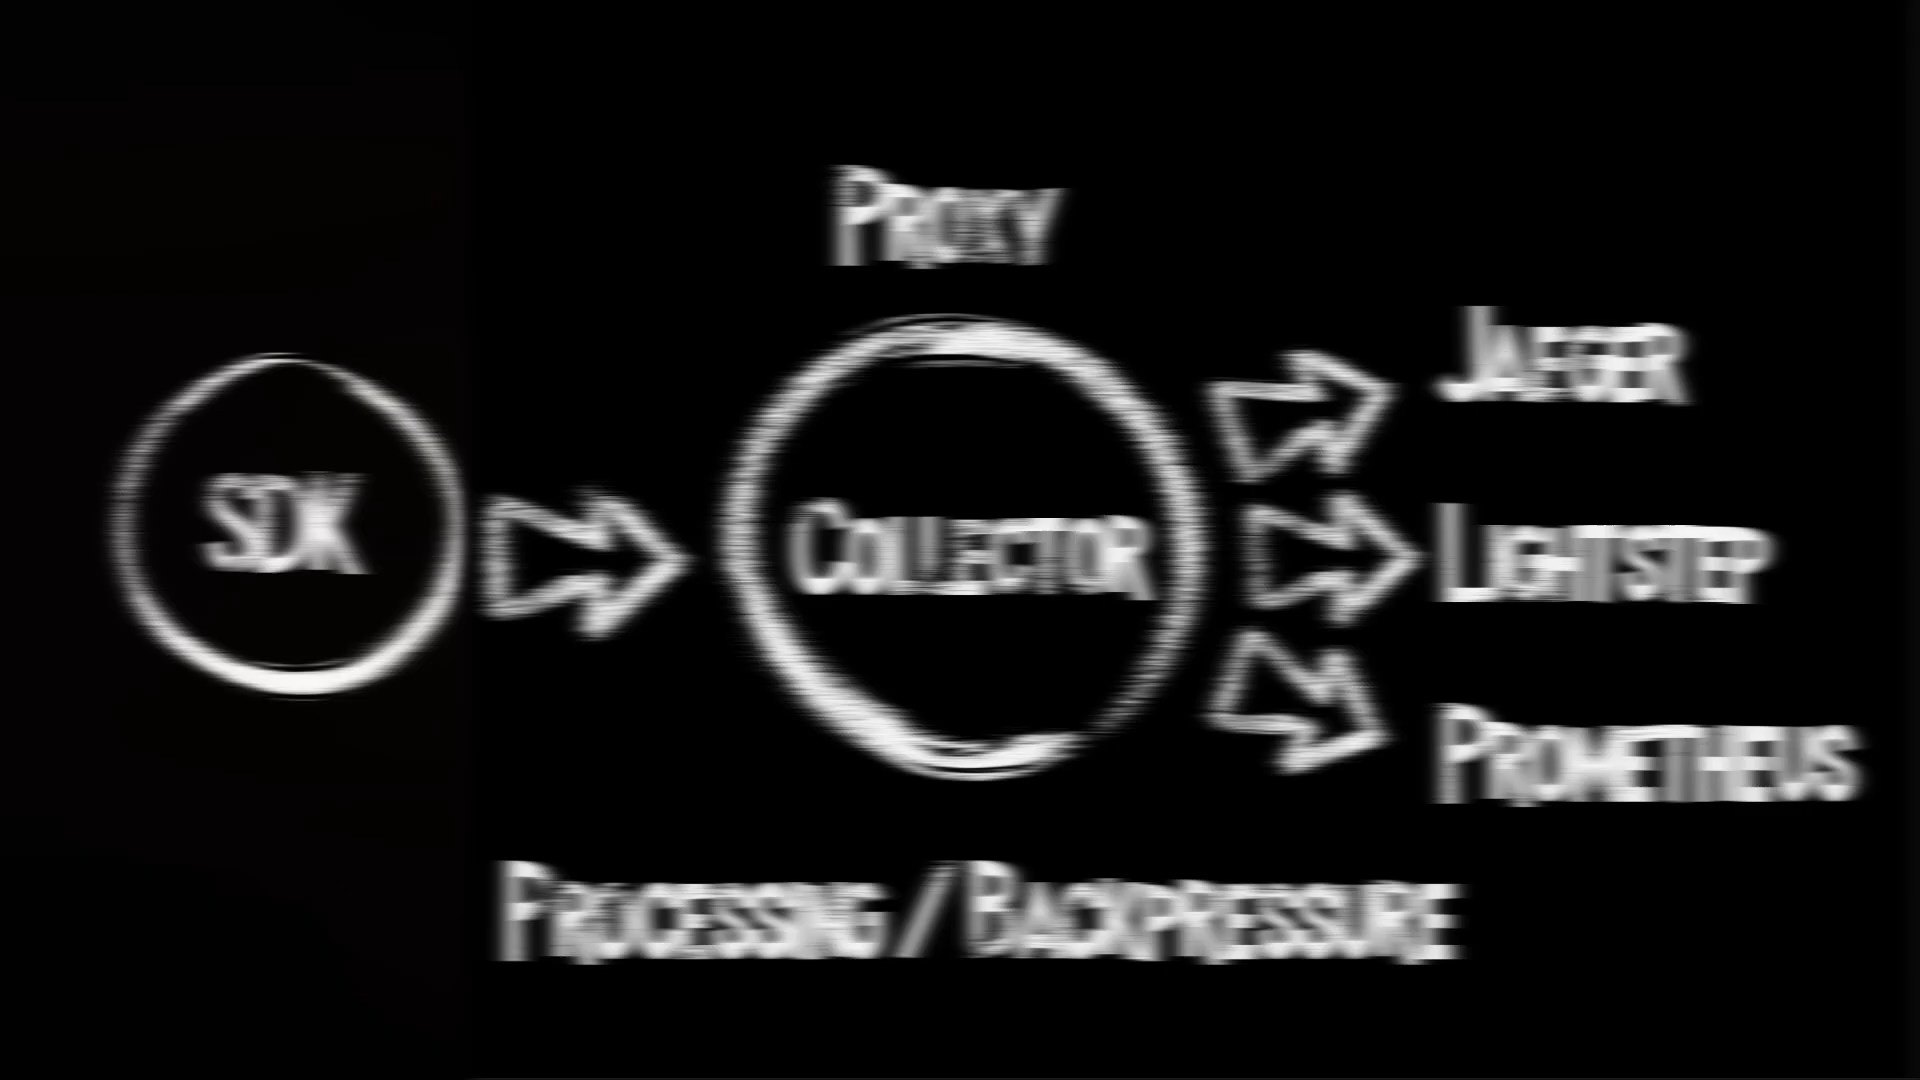 Proxy
SDK
Collector
Jaeger
Lightstep
Prometheus
Processing / Backpressure